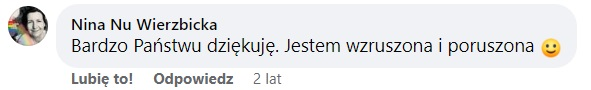 Nina Nu Wierzbicka
Bardzo Państwu dziękuję. Jestem wzruszona i poruszona
Lubię to! Odpowiedz 2 lat